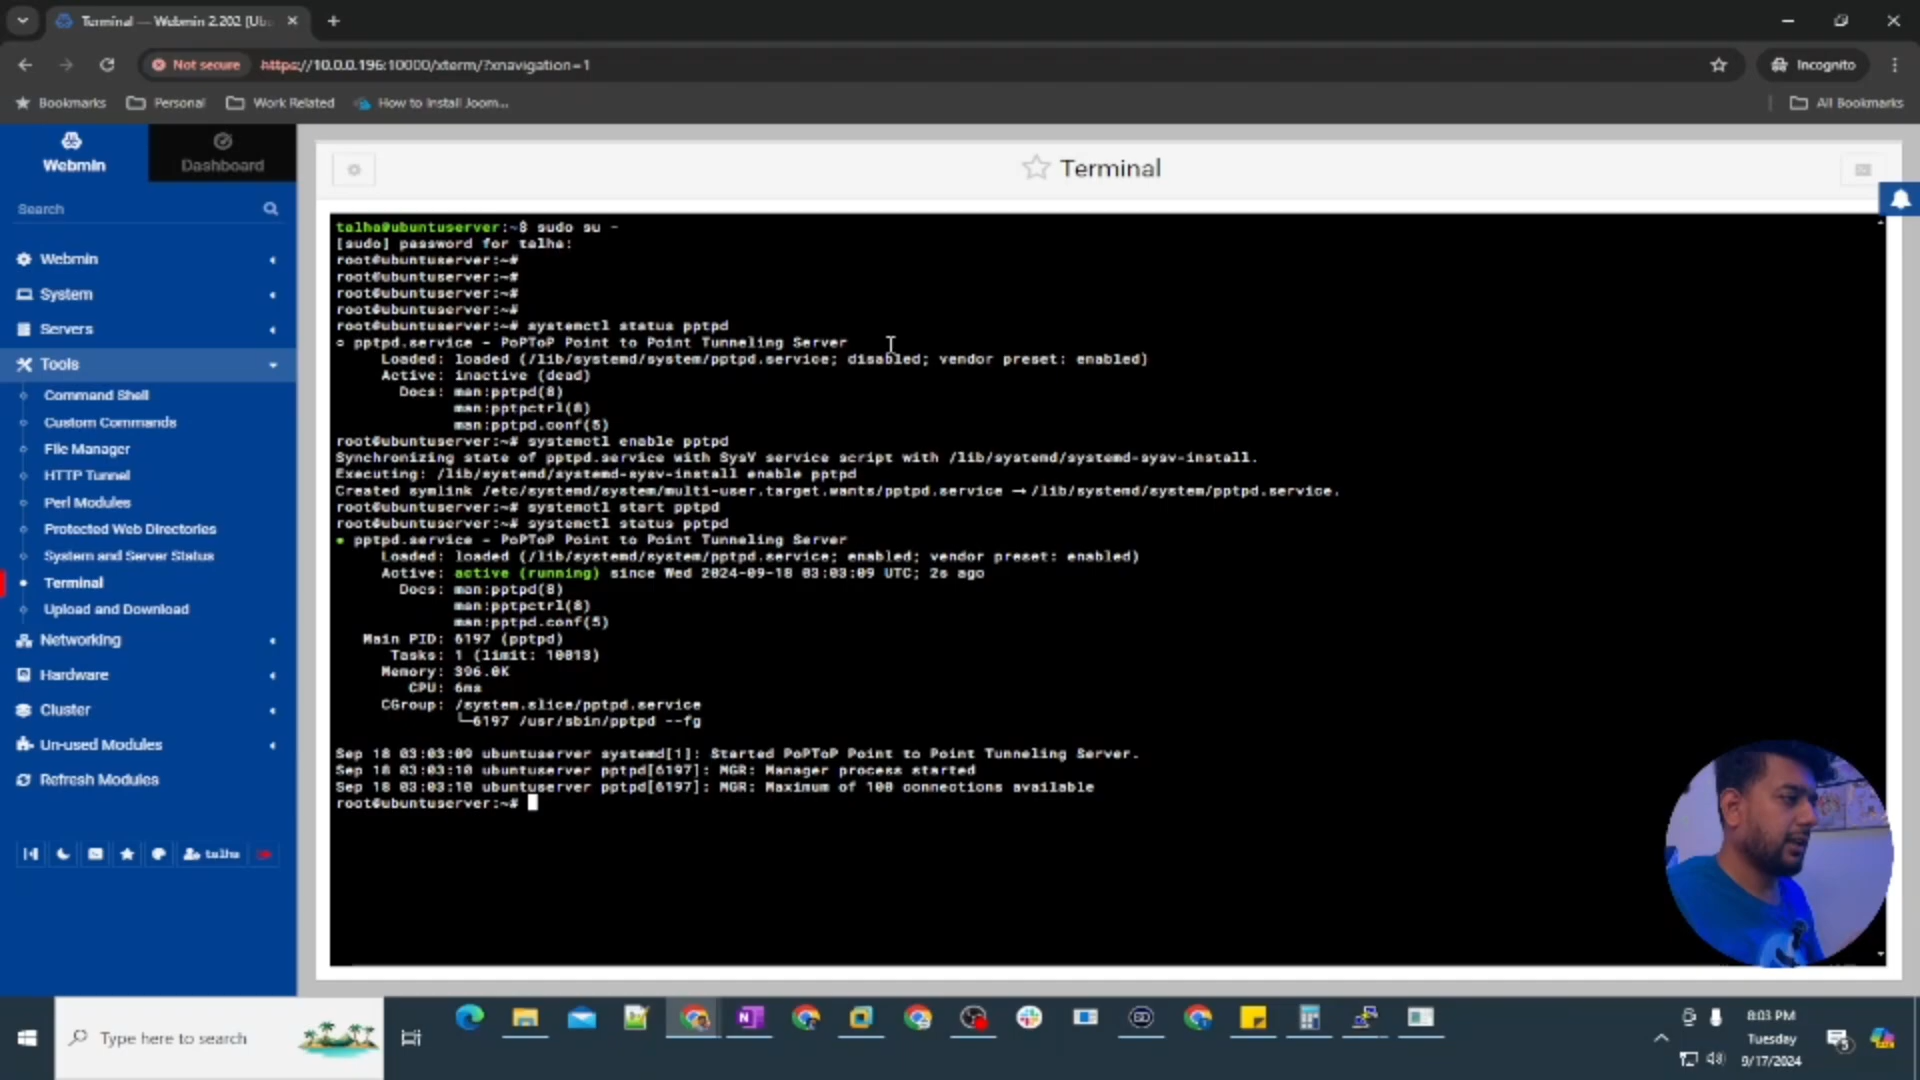 Terminal — Webmin 2.202 (Ub
Not secure
https://10.0.0.196:10000/xterm/?xnavigation=1
Incognito
Bookmarks
Personal
Work Related
How to Install Joom...
All Bookmarks
Webmin
Dashboard
Search
Webmin
System
Servers
Tools
Command Shell
Custom Commands
File Manager
HTTP Tunnel
Perl Modules
Protected Web Directories
System and Server Status
Terminal
Upload and Download
Networking
Hardware
Cluster
Un-used Modules
Refresh Modules
talha
Terminal
talha@ubuntuserver:~$ sudo su -
[sudo] password for talha:
root@ubuntuserver:~#
root@ubuntuserver:~#
root@ubuntuserver:~#
root@ubuntuserver:~#
root@ubuntuserver:~# systemctl status pptpd
○ pptpd.service - PoPToP Point to Point Tunneling Server
Loaded: loaded (/lib/systemd/system/pptpd.service; disabled; vendor preset: enabled)
Active: inactive (dead)
Docs: man:pptpd(8)
man:pptpctrl(8)
man:pptpd.conf(5)
root@ubuntuserver:~# systemctl enable pptpd
Synchronizing state of pptpd.service with SysV service script with /lib/systemd/systemd-sysv-install.
Executing: /lib/systemd/systemd-sysv-install enable pptpd
Created symlink /etc/systemd/system/multi-user.target.wants/pptpd.service → /lib/systemd/system/pptpd.service.
root@ubuntuserver:~# systemctl start pptpd
root@ubuntuserver:~# systemctl status pptpd
● pptpd.service - PoPToP Point to Point Tunneling Server
Loaded: loaded (/lib/systemd/system/pptpd.service; enabled; vendor preset: enabled)
Active: active (running) since Wed 2024-09-18 03:03:09 UTC; 2s ago
Docs: man:pptpd(8)
man:pptpctrl(8)
man:pptpd.conf(5)
Main PID: 6197 (pptpd)
Tasks: 1 (limit: 10013)
Memory: 396.0K
CPU: 6ms
CGroup: /system.slice/pptpd.service
└─6197 /usr/sbin/pptpd --fg
Sep 18 03:03:09 ubuntuserver systemd[1]: Started PoPToP Point to Point Tunneling Server.
Sep 18 03:03:10 ubuntuserver pptpd[6197]: MGR: Manager process started
Sep 18 03:03:10 ubuntuserver pptpd[6197]: MGR: Maximum of 100 connections available
root@ubuntuserver:~#
Type here to search
8:03 PM
Tuesday
9/17/2024
5